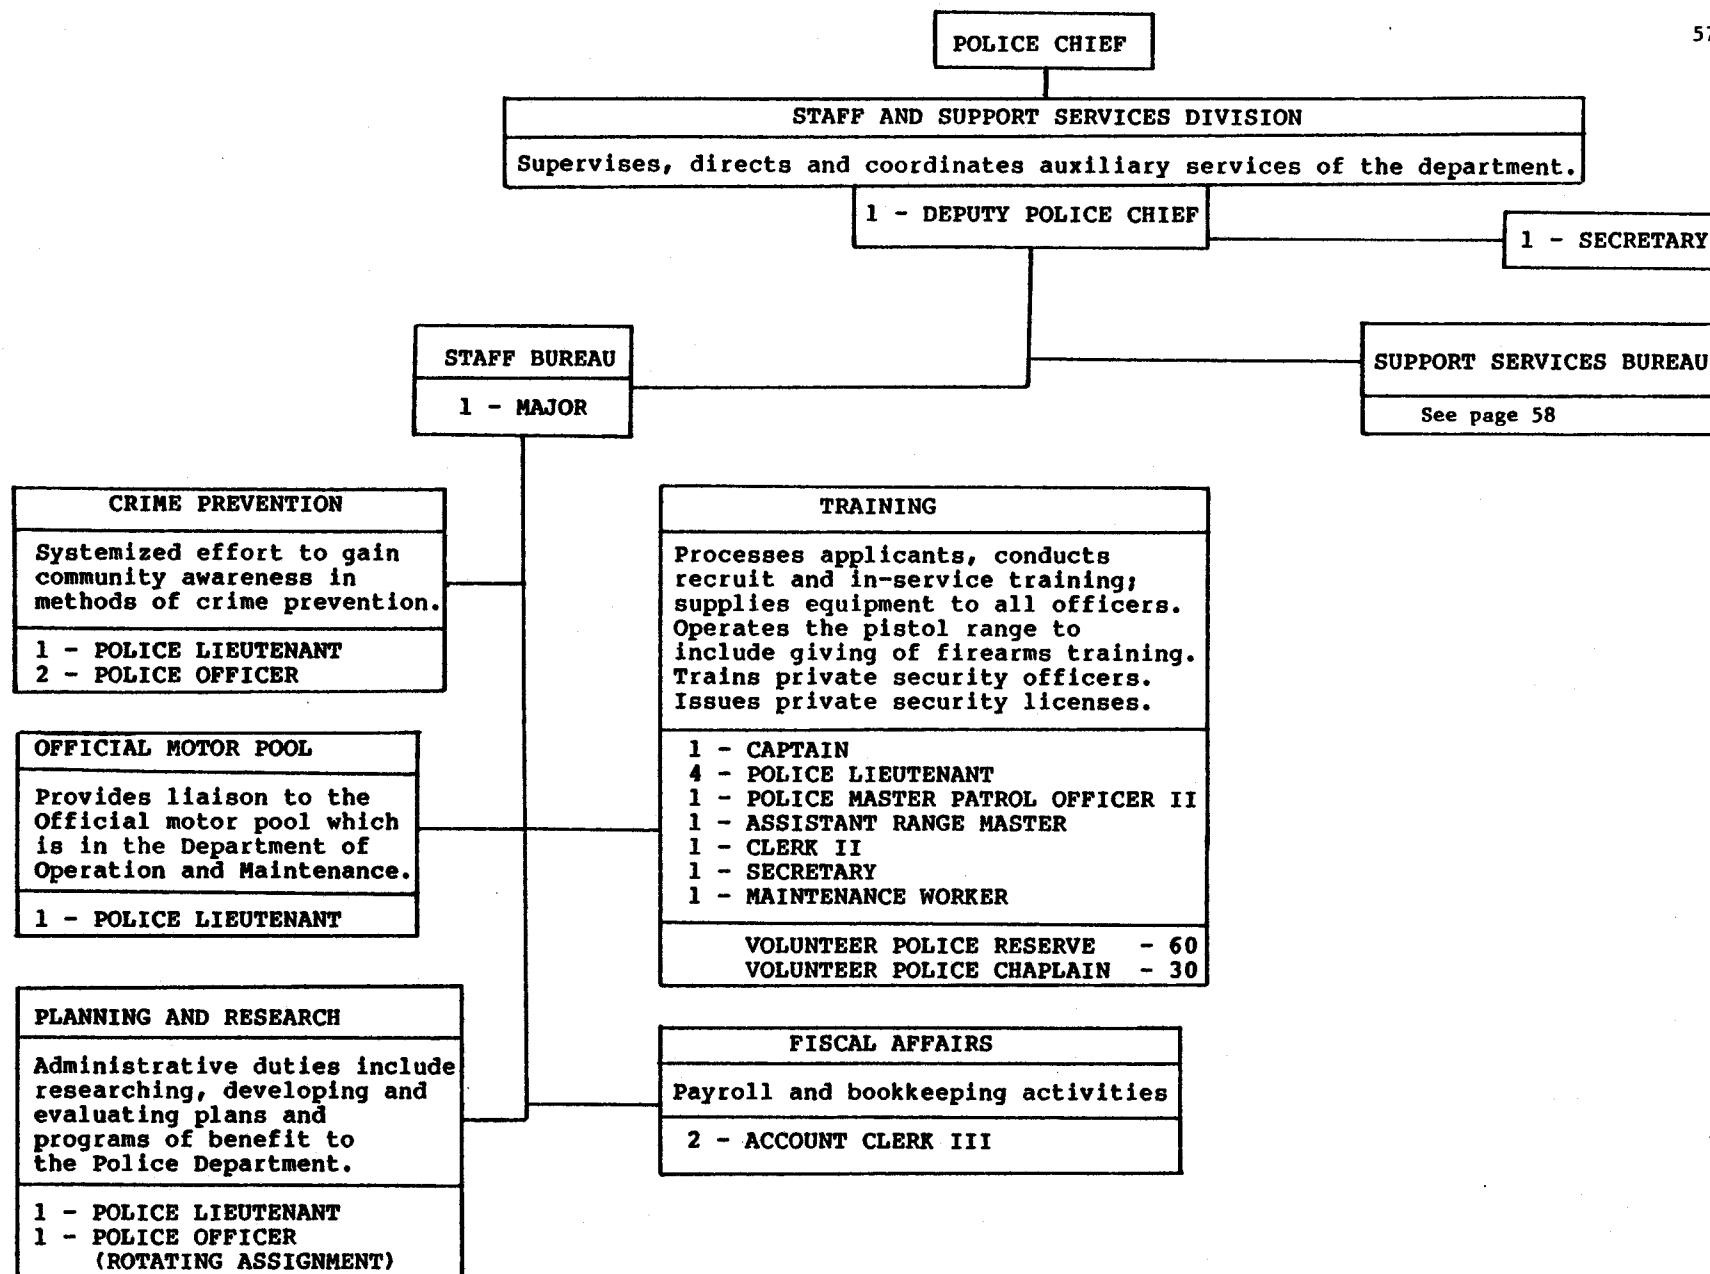 57
POLICE CHIEF
STAFF AND SUPPORT SERVICES DIVISION
Supervises, directs and coordinates auxiliary services of the department.
1 - DEPUTY POLICE CHIEF
1 - SECRETARY
STAFF BUREAU
1 - MAJOR
SUPPORT SERVICES BUREAU
See page 58
CRIME PREVENTION
Systemized effort to gain
community awareness in
methods of crime prevention.
1 - POLICE LIEUTENANT
2 - POLICE OFFICER
TRAINING
Processes applicants, conducts
recruit and in-service training;
supplies equipment to all officers.
Operates the pistol range to
include giving of firearms training.
Trains private security officers.
Issues private security licenses.
1 - CAPTAIN
4 - POLICE LIEUTENANT
1 - POLICE MASTER PATROL OFFICER II
1 - ASSISTANT RANGE MASTER
1 - CLERK II
1 - SECRETARY
1 - MAINTENANCE WORKER
VOLUNTEER POLICE RESERVE - 60
VOLUNTEER POLICE CHAPLAIN - 30
OFFICIAL MOTOR POOL
Provides liaison to the
Official motor pool which
is in the Department of
Operation and Maintenance.
1 - POLICE LIEUTENANT
PLANNING AND RESEARCH
Administrative duties include
researching, developing and
evaluating plans and
programs of benefit to
the Police Department.
1 - POLICE LIEUTENANT
1 - POLICE OFFICER
(ROTATING ASSIGNMENT)
FISCAL AFFAIRS
Payroll and bookkeeping activities
2 - ACCOUNT CLERK III